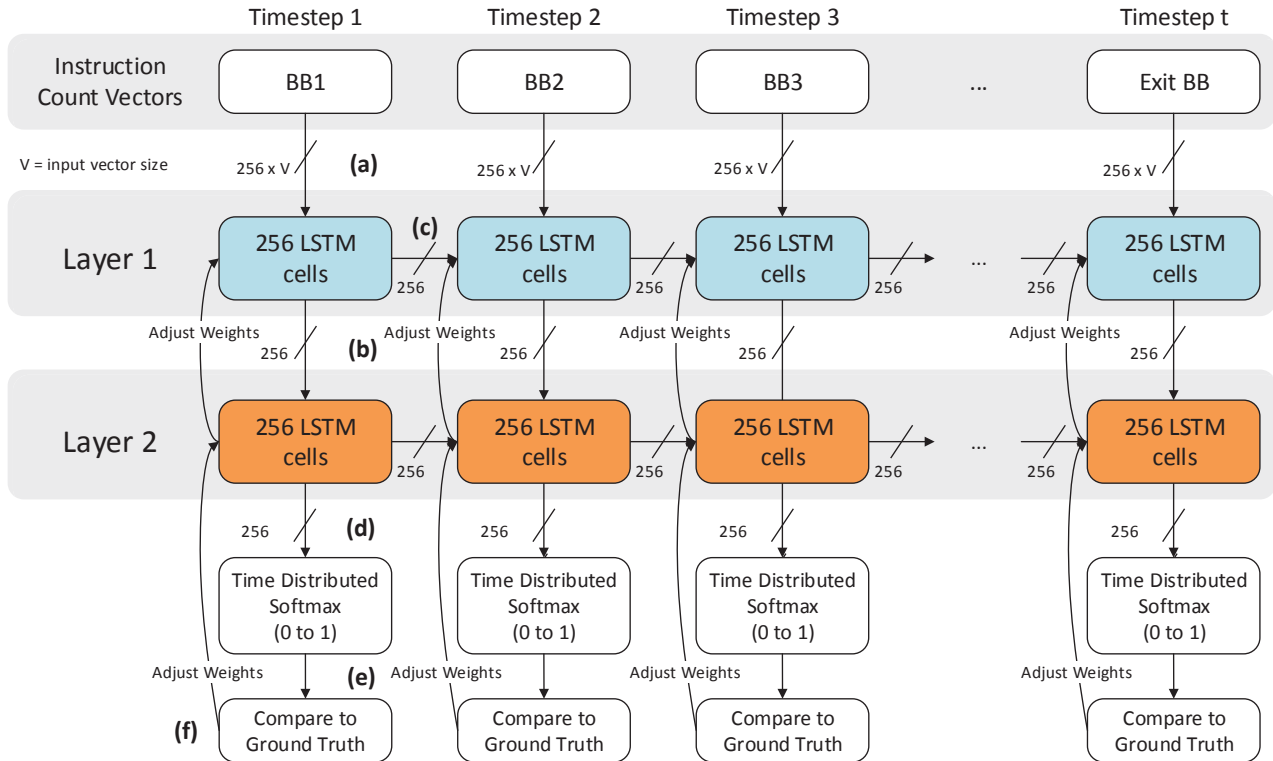 Timestep 1
Timestep 2
Timestep 3
Timestep t
Instruction
Count Vectors
BB1
BB2
BB3
...
Exit BB
V = input vector size
256 x V
(a)
256 x V
256 x V
256 x V
Layer 1
256 LSTM
cells
(c)
256
256 LSTM
cells
256
256 LSTM
cells
256
...
256
256 LSTM
cells
Adjust Weights
256
(b)
Adjust Weights
256
Adjust Weights
256
Adjust Weights
256
Layer 2
256 LSTM
cells
256
256 LSTM
cells
256
256 LSTM
cells
256
...
256
256 LSTM
cells
256
(d)
256
256
256
Time Distributed
Softmax
(0 to 1)
Time Distributed
Softmax
(0 to 1)
Time Distributed
Softmax
(0 to 1)
Time Distributed
Softmax
(0 to 1)
Adjust Weights
(e)
Adjust Weights
Adjust Weights
Adjust Weights
(f)
Compare to
Ground Truth
Compare to
Ground Truth
Compare to
Ground Truth
Compare to
Ground Truth